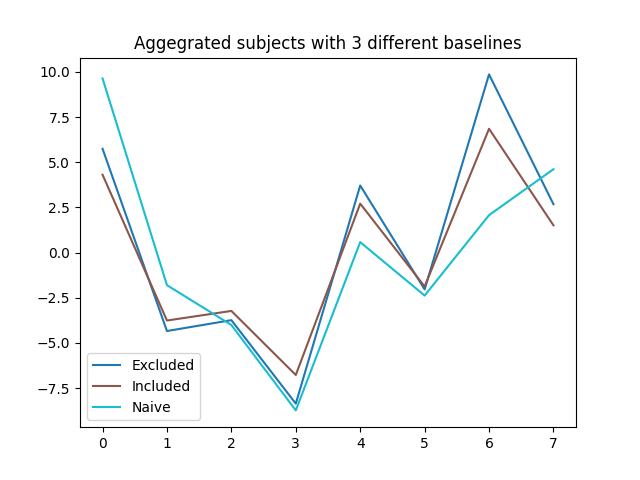 Aggegrated subjects with 3 different baselines
10.0
7.5
5.0
2.5
0.0
−2.5
−5.0
−7.5
Excluded
Included
Naive
0 1 2 3 4 5 6 7